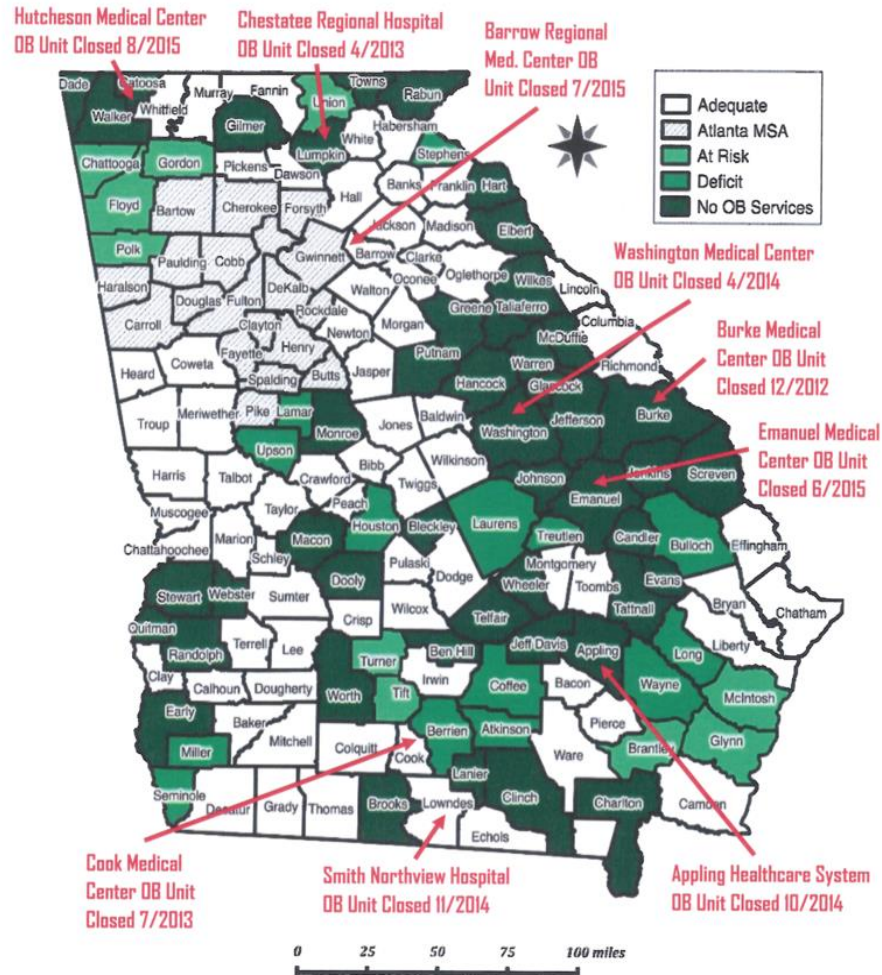 Hutcheson Medical Center
OB Unit Closed 8/2015
Chestatee Regional Hospital
OB Unit Closed 4/2013
Barrow Regional
Med. Center OB
Unit Closed 7/2015
Adequate
Atlanta MSA
At Risk
Deficit
No OB Services
Washington Medical Center
OB Unit Closed 4/2014
Burke Medical
Center OB Unit
Closed 12/2012
Emanuel Medical
Center OB Unit
Closed 6/2015
Dade
Catoosa
Walker
Whitfield
Murray
Fannin
Gilmer
Union
Towns
Rabun
White
Habersham
Lumpkin
Stephens
Chattooga
Gordon
Pickens
Dawson
Hall
Banks
Franklin
Hart
Floyd
Bartow
Cherokee
Forsyth
Jackson
Madison
Elbert
Polk
Paulding
Cobb
Gwinnett
Barrow
Clarke
Oconee
Oglethorpe
Wilkes
Lincoln
Haralson
Douglas
Fulton
DeKalb
Rockdale
Walton
Morgan
Greene
Taliaferro
Columbia
McDuffie
Carroll
Clayton
Henry
Newton
Putnam
Warren
Richmond
Heard
Coweta
Fayette
Spalding
Butts
Jasper
Hancock
Glascock
Troup
Meriwether
Pike
Lamar
Monroe
Jones
Baldwin
Washington
Jefferson
Burke
Upson
Harris
Talbot
Crawford
Bibb
Twiggs
Wilkinson
Johnson
Emanuel
Jenkins
Screven
Muscogee
Taylor
Peach
Houston
Bleckley
Laurens
Treutlen
Candler
Bulloch
Effingham
Chattahoochee
Marion
Schley
Macon
Dooly
Pulaski
Dodge
Montgomery
Wheeler
Toombs
Evans
Tattnall
Bryan
Chatham
Stewart
Webster
Sumter
Crisp
Wilcox
Telfair
Liberty
Quitman
Randolph
Terrell
Lee
Turner
Ben Hill
Jeff Davis
Appling
Long
Wayne
McIntosh
Clay
Calhoun
Dougherty
Worth
Tift
Irwin
Coffee
Bacon
Pierce
Brantley
Glynn
Early
Baker
Mitchell
Colquitt
Berrien
Atkinson
Ware
Miller
Cook
Lanier
Clinch
Charlton
Camden
Seminole
Decatur
Grady
Thomas
Brooks
Lowndes
Echols
Cook Medical
Center OB Unit
Closed 7/2013
Smith Northview Hospital
OB Unit Closed 11/2014
Appling Healthcare System
OB Unit Closed 10/2014
0 25 50 75 100 miles